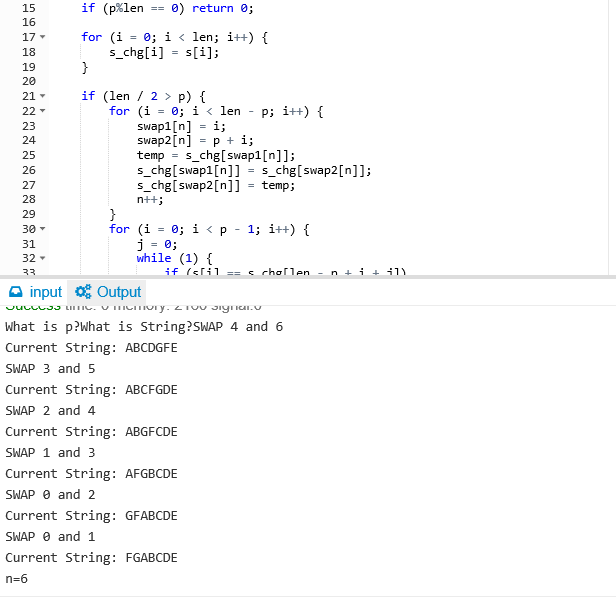 15 if (p%len == 0) return 0;
16
17 for (i = 0; i < len; i++) {
18 s_chg[i] = s[i];
19 }
20
21 if (len / 2 > p) {
22 for (i = 0; i < len - p; i++) {
23 swap1[n] = i;
24 swap2[n] = p + i;
25 temp = s_chg[swap1[n]];
26 s_chg[swap1[n]] = s_chg[swap2[n]];
27 s_chg[swap2[n]] = temp;
28 n++;
29 }
30 for (i = 0; i < p - 1; i++) {
31 j = 0;
32 while (1) {
33 if (s[i] == s_chg[len - p + i + j])
input Output
Success time: 0 memory: 2160 signal:0
What is p?What is String?SWAP 4 and 6
Current String: ABCDGFE
SWAP 3 and 5
Current String: ABCFGDE
SWAP 2 and 4
Current String: ABGFCDE
SWAP 1 and 3
Current String: AFGBCDE
SWAP 0 and 2
Current String: GFABCDE
SWAP 0 and 1
Current String: FGABCDE
n=6